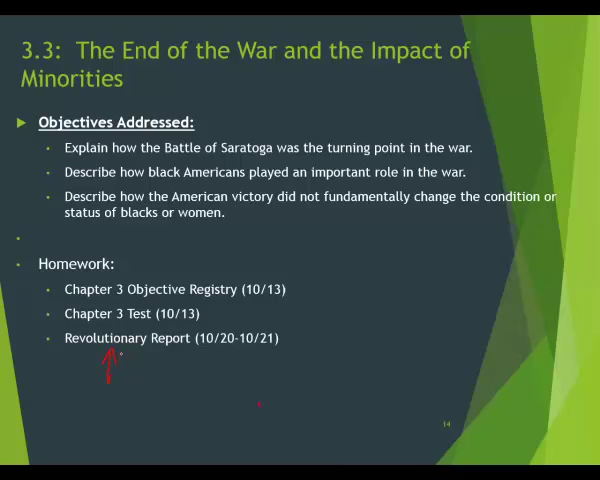 3.3: The End of the War and the Impact of
Minorities
Objectives Addressed:
Explain how the Battle of Saratoga was the turning point in the war.
Describe how black Americans played an important role in the war.
Describe how the American victory did not fundamentally change the condition or
status of blacks or women.
Homework:
Chapter 3 Objective Registry (10/13)
Chapter 3 Test (10/13)
Revolutionary Report (10/20-10/21)
14